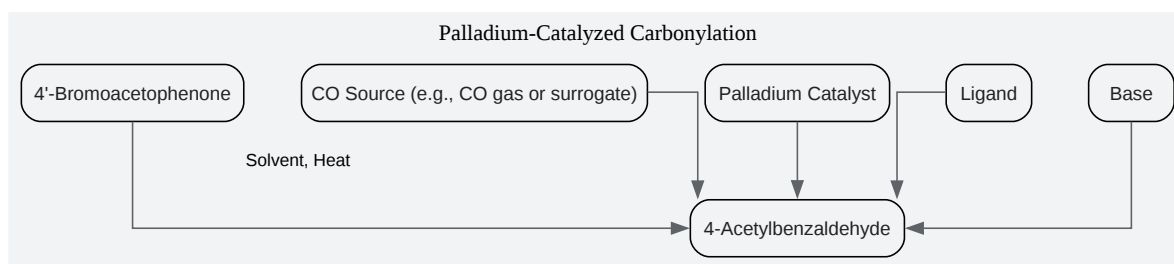 Palladium-Catalyzed Carbonylation
4'-Bromoacetophenone
CO Source (e.g., CO gas or surrogate)
Palladium Catalyst
Ligand
Base
Solvent, Heat
4-Acetylbenzaldehyde